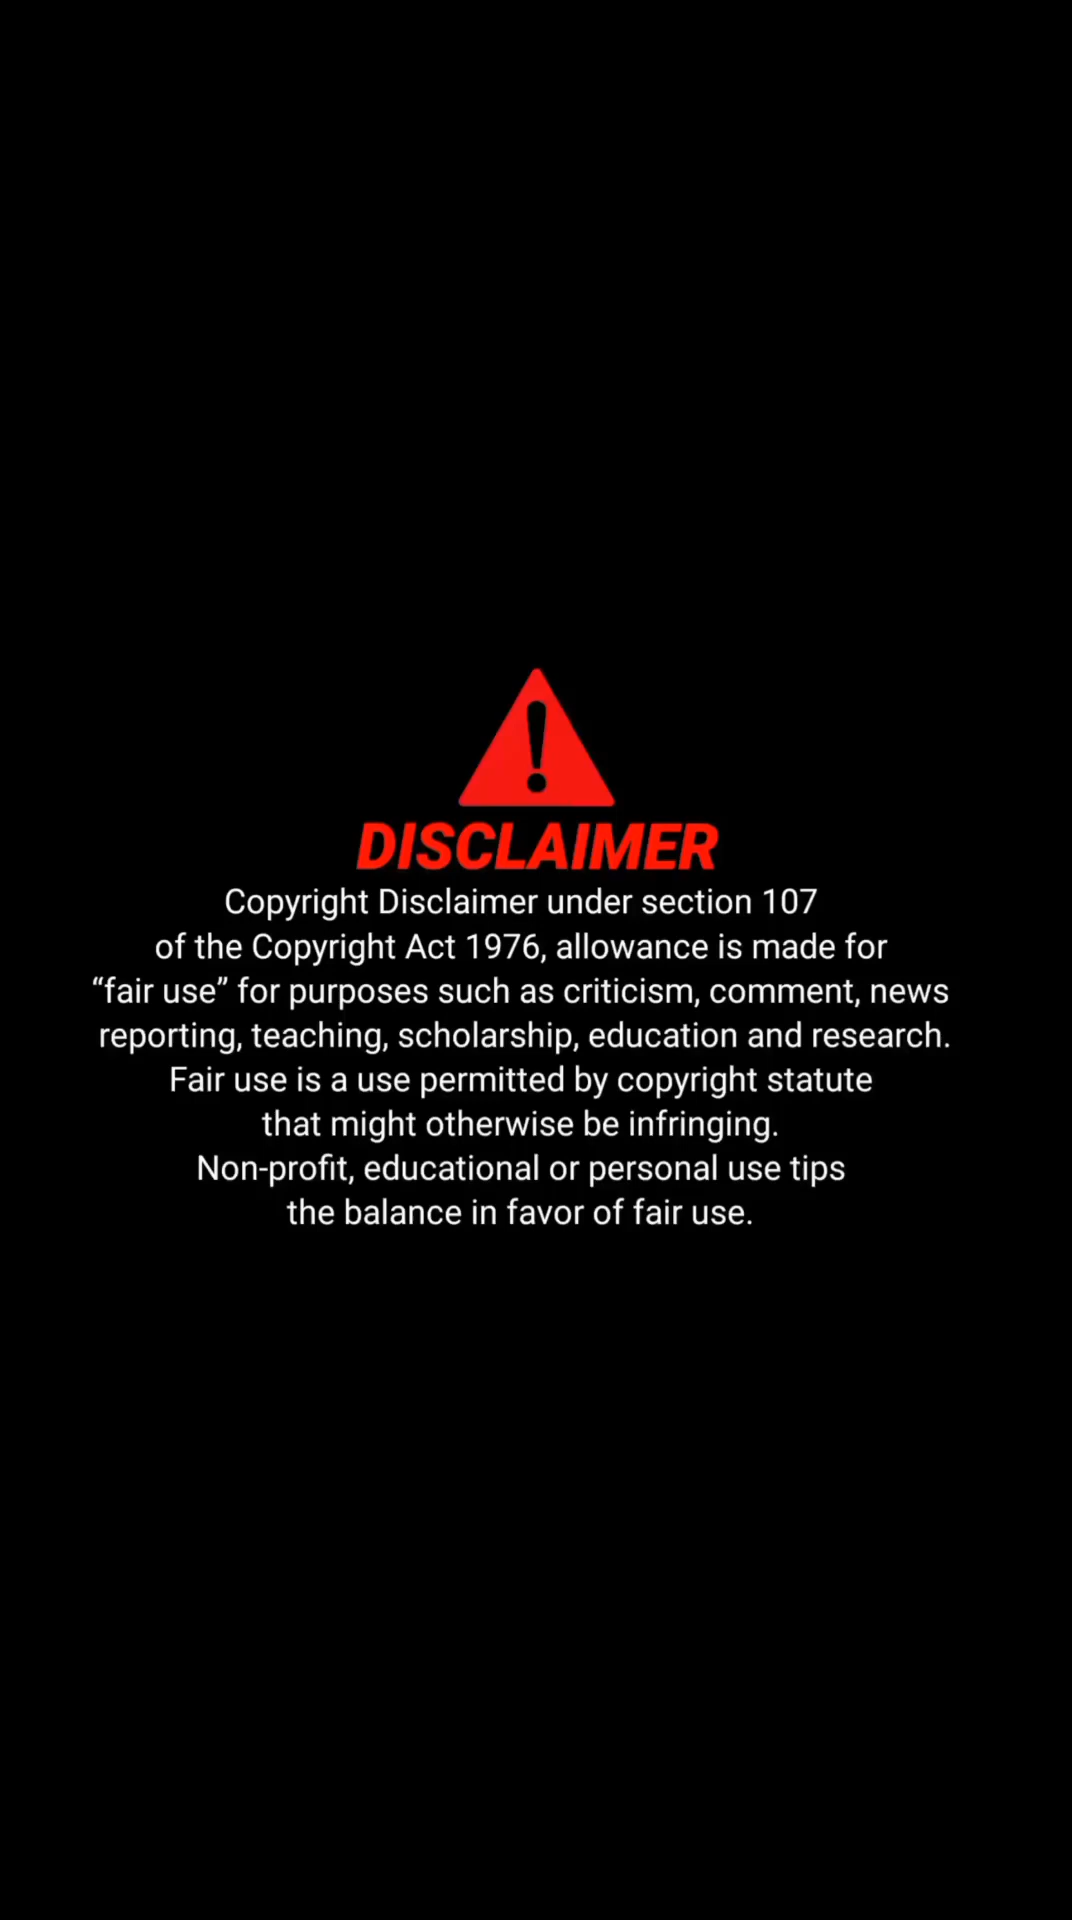 DISCLAIMER
Copyright Disclaimer under section 107
of the Copyright Act 1976, allowance is made for
“fair use” for purposes such as criticism, comment, news
reporting, teaching, scholarship, education and research.
Fair use is a use permitted by copyright statute
that might otherwise be infringing.
Non-profit, educational or personal use tips
the balance in favor of fair use.